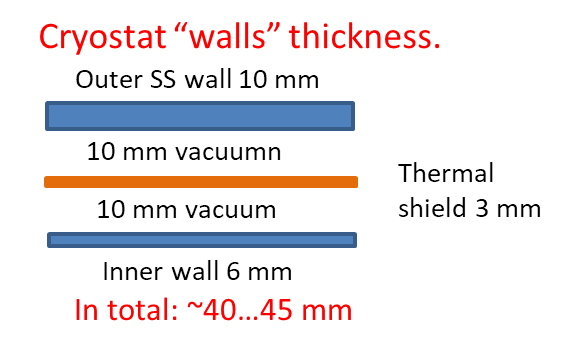 Cryostat “walls” thickness.
Outer SS wall 10 mm
10 mm vacuumn
Thermal
shield 3 mm
10 mm vacuum
Inner wall 6 mm
In total: ~40...45 mm